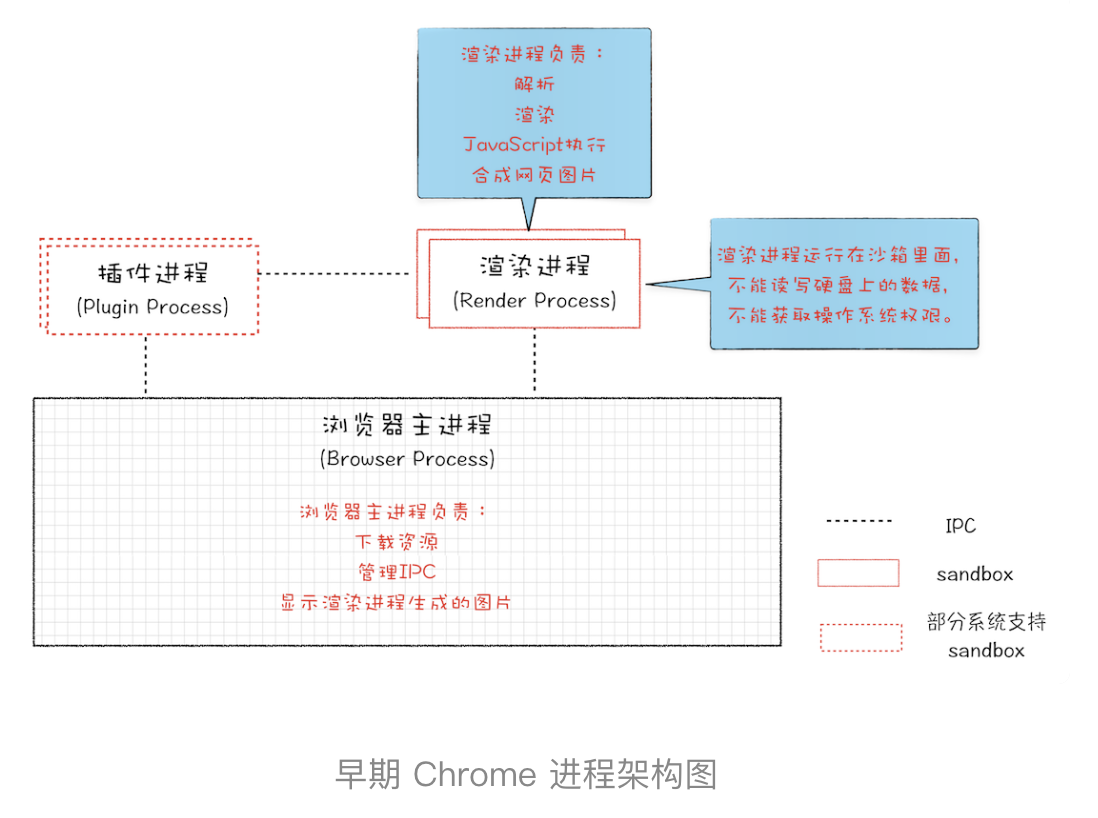 渲染进程负责：
解析
渲染
JavaScript执行
合成网页图片
插件进程
(Plugin Process)
渲染进程
(Render Process)
渲染进程运行在沙箱里面，
不能读写硬盘上的数据，
不能获取操作系统权限。
浏览器主进程
(Browser Process)
浏览器主进程负责：
下载资源
管理IPC
显示渲染进程生成的图片
IPC
sandbox
部分系统支持
sandbox
早期 Chrome 进程架构图